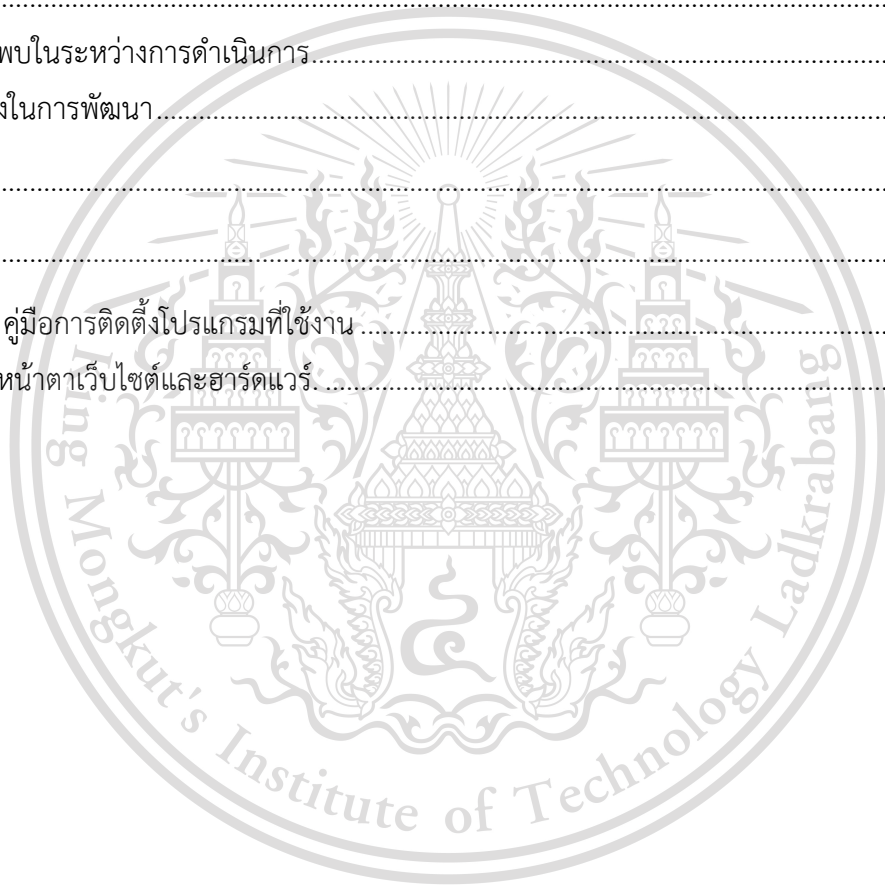 ................................................................
พบในระหว่างการดำเนินการ................................................................
งในการพัฒนา................................................................
................................................................
................................................................
คู่มือการติดตั้งโปรแกรมที่ใช้งาน ................................................................
หน้าตาเว็บไซต์และฮาร์ดแวร์. ................................................................
King Mongkut's Institute of Technology Ladkrabang